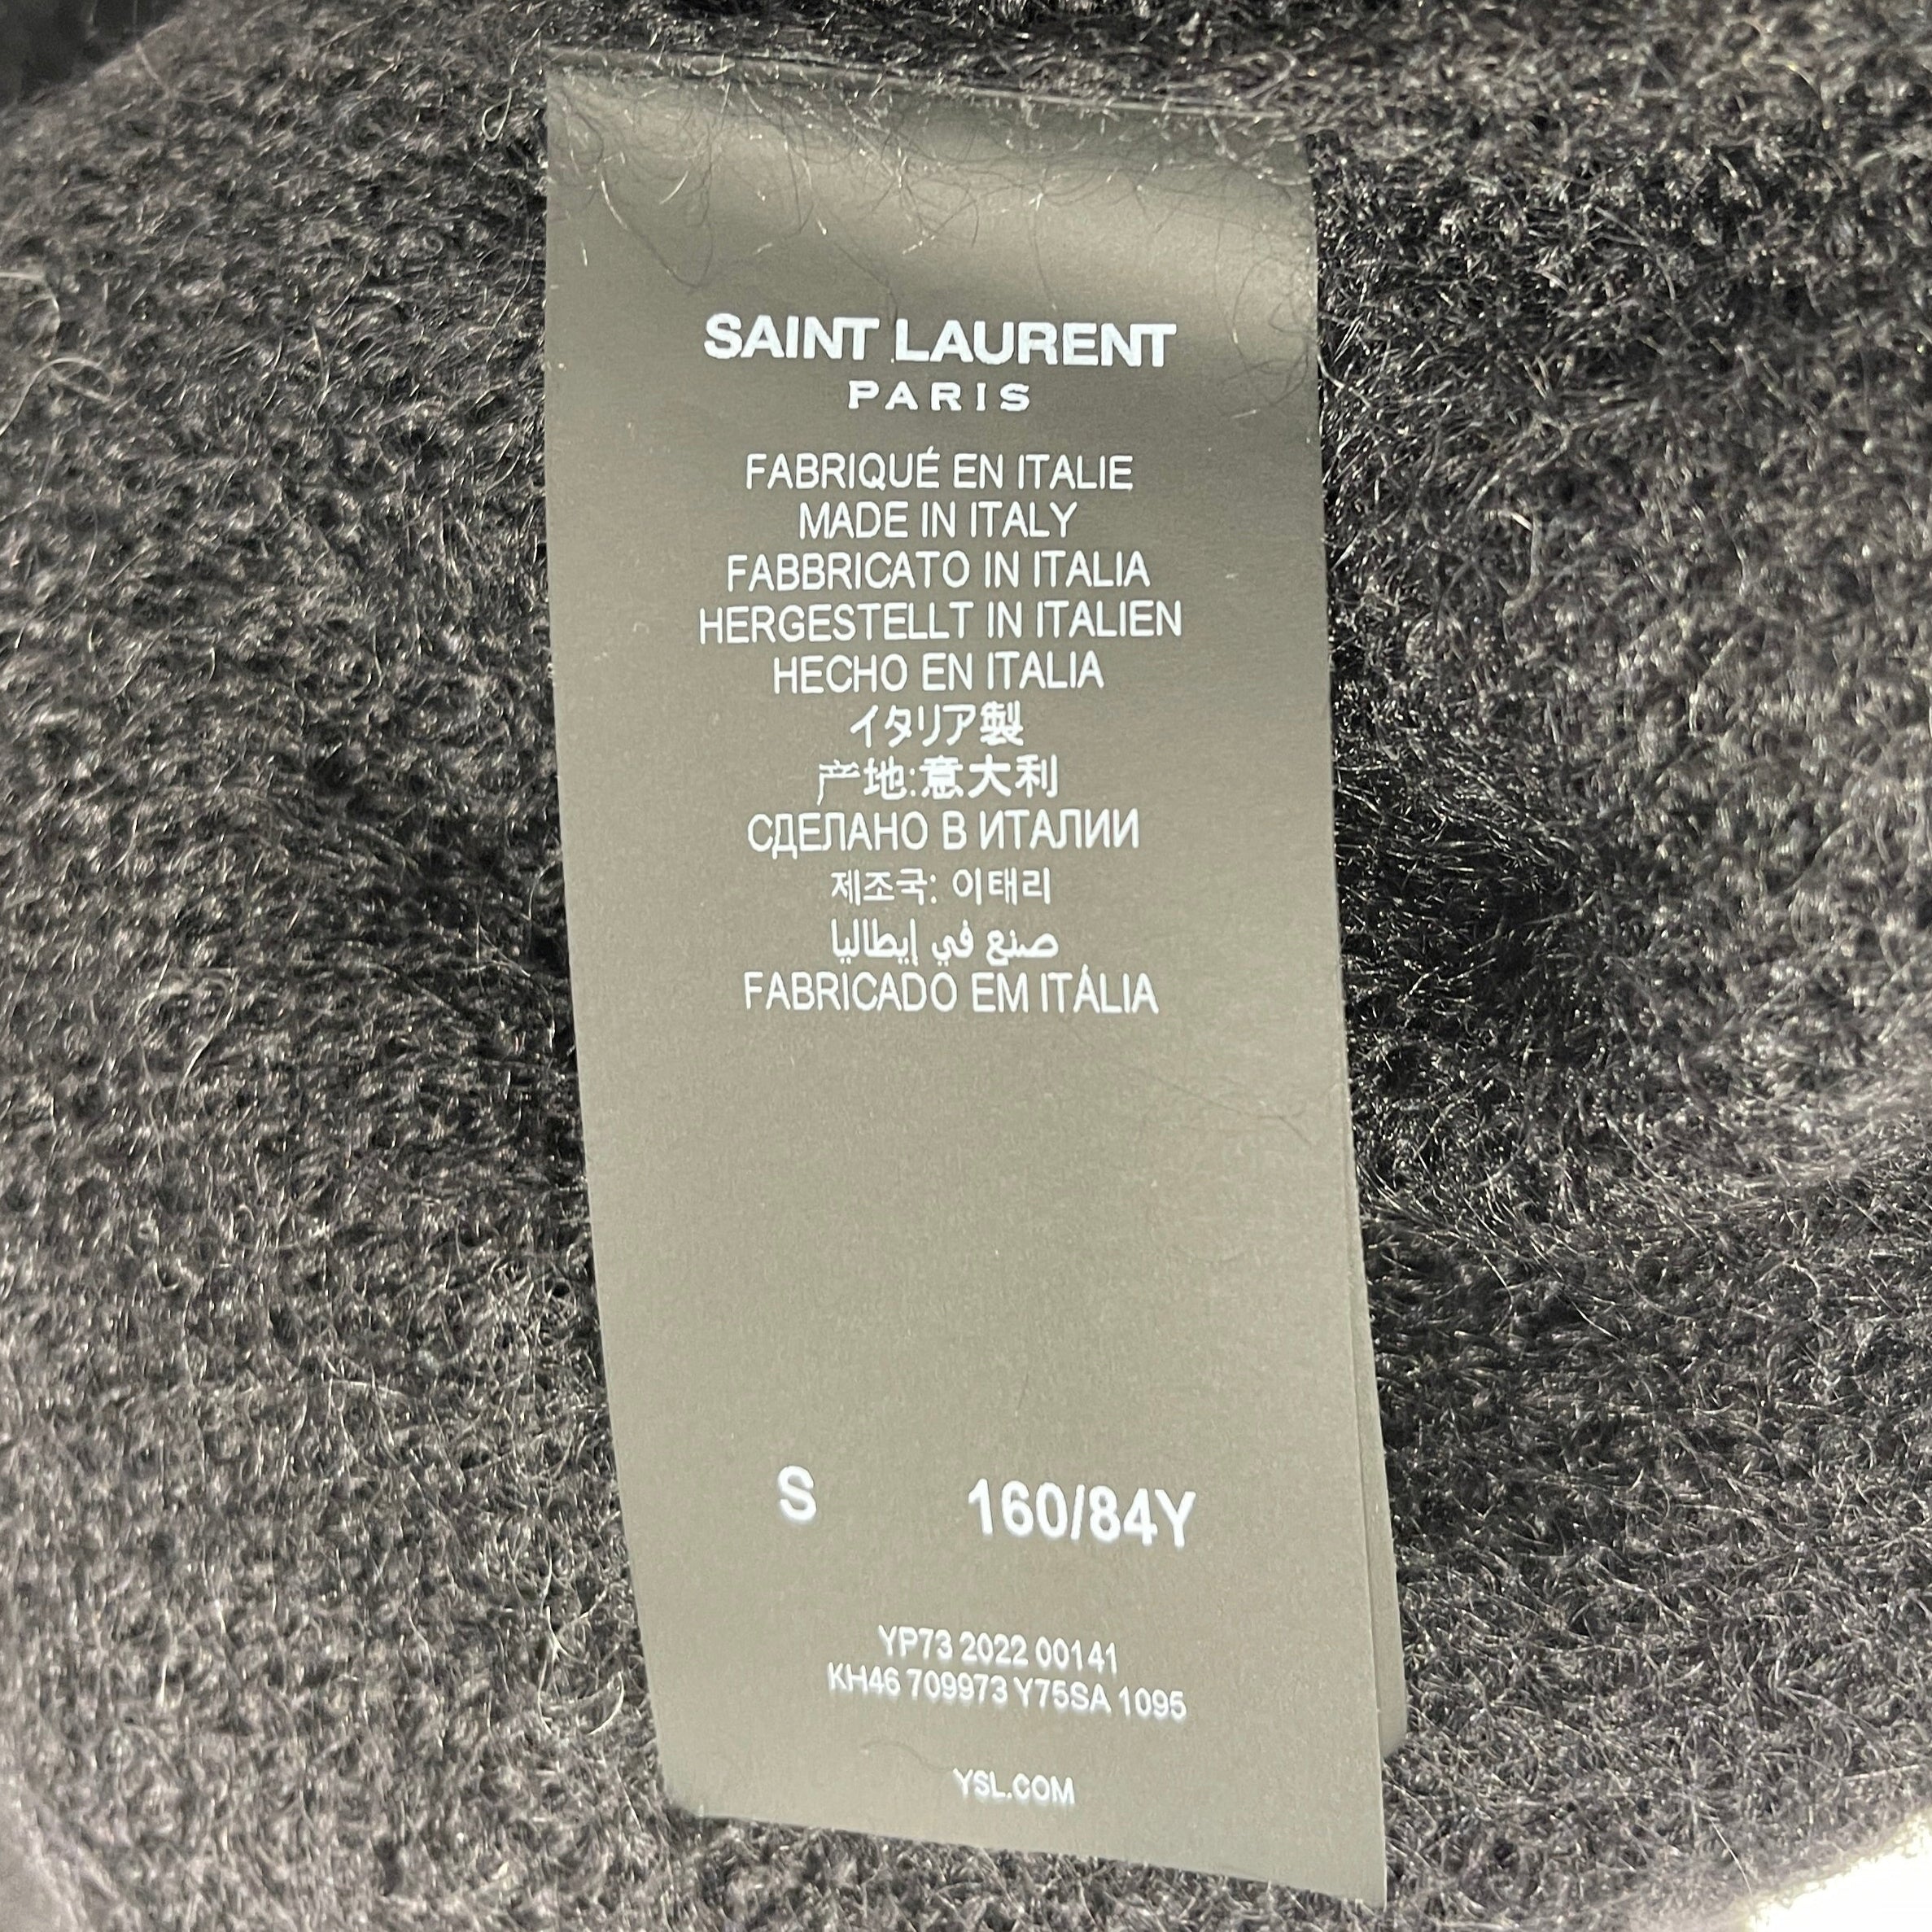 SAINT LAURENT
PARIS
FABRIQUÉ EN ITALIE
MADE IN ITALY
FABBRICATO IN ITALIA
HERGESTELLT IN ITALIEN
HECHO EN ITALIA
イタリア製
产地:意大利
СДЕЛАНО В ИТАЛИИ
제조국: 이태리
صنع في إيطاليا
FABRICADO EM ITÁLIA
S 160/84Y
YP73 2022 00141
KH46 709973 Y75SA 1095
YSL.COM